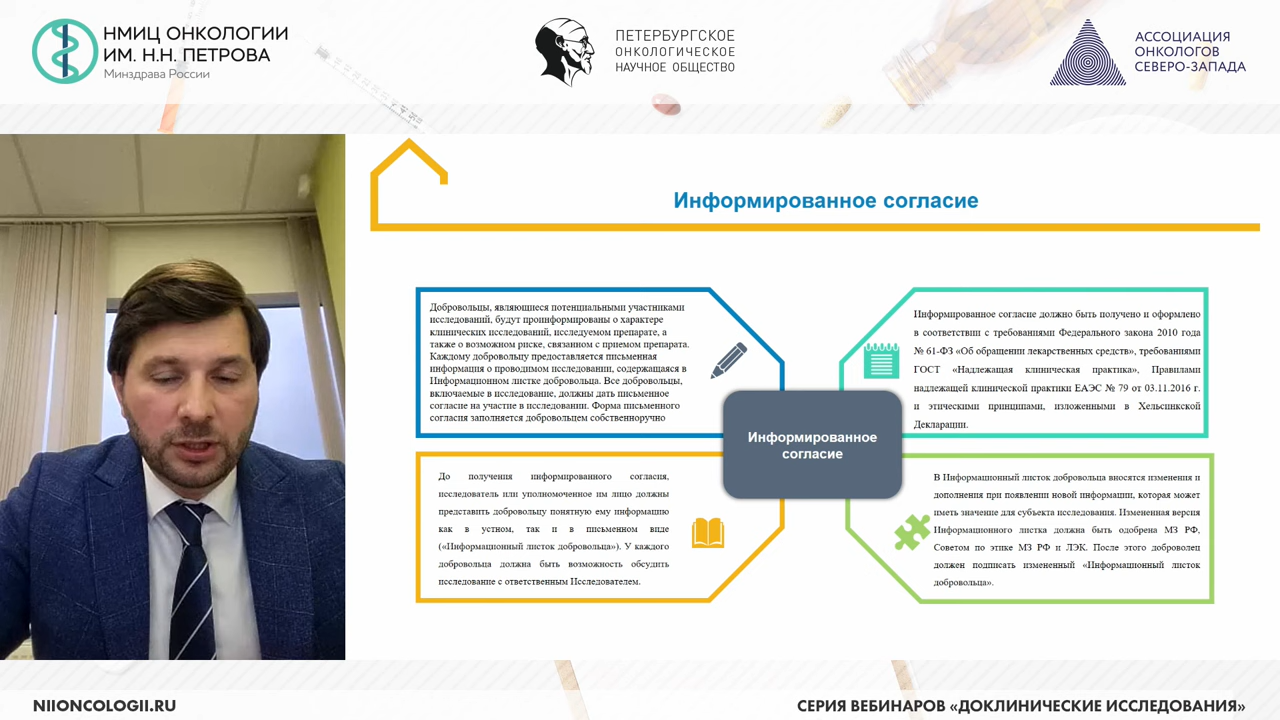 НМИЦ ОНКОЛОГИИ
ИМ. Н.Н. ПЕТРОВА
Минздрава России
ПЕТЕРБУРГСКОЕ
ОНКОЛОГИЧЕСКОЕ
НАУЧНОЕ ОБЩЕСТВО
АССОЦИАЦИЯ
ОНКОЛОГОВ
СЕВЕРО-ЗАПАДА
Информированное согласие
Добровольцы, являющиеся потенциальными участниками
исследований, будут проинформированы о характере
клинических исследований, исследуемом препарате, а
также о возможном риске, связанном с приемом препарата.
Каждому добровольцу предоставляется письменная
информация о проводимом исследовании, содержащаяся в
Информационном листке добровольца. Все добровольцы,
включаемые в исследование, должны дать письменное
согласие на участие в исследовании. Форма письменного
согласия заполняется добровольцем собственноручно
Информированное согласие должно быть получено и оформлено
в соответствии с требованиями Федерального закона 2010 года
№ 61-ФЗ «Об обращении лекарственных средств», требованиями
ГОСТ «Надлежащая клиническая практика», Правилами
надлежащей клинической практики ЕАЭС № 79 от 03.11.2016 г.
и этическими принципами, изложенными в Хельсинкской
Декларации.
Информированное
согласие
До получения информированного согласия,
исследователь или уполномоченное им лицо должны
представить добровольцу понятную ему информацию
как в устном, так и в письменном виде
(«Информационный листок добровольца»). У каждого
добровольца должна быть возможность обсудить
исследование с ответственным Исследователем.
В Информационный листок добровольца вносятся изменения и
дополнения при появлении новой информации, которая может
иметь значение для субъекта исследования. Измененная версия
Информационного листка должна быть одобрена МЗ РФ,
Советом по этике МЗ РФ и ЛЭК. После этого доброволец
должен подписать измененный «Информационный листок
добровольца».
NIIONCOLOGII.RU
СЕРИЯ ВЕБИНАРОВ «ДОКЛИНИЧЕСКИЕ ИССЛЕДОВАНИЯ»